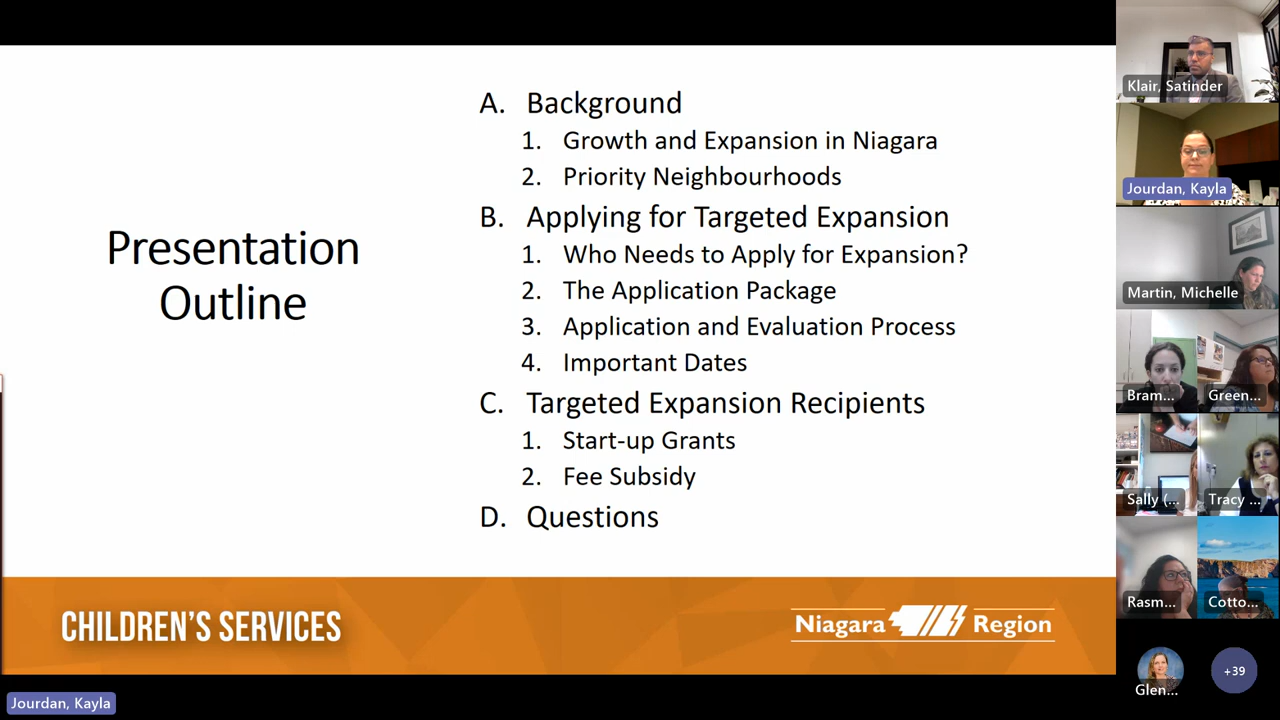 Presentation
Outline
A. Background
1. Growth and Expansion in Niagara
2. Priority Neighbourhoods
B. Applying for Targeted Expansion
1. Who Needs to Apply for Expansion?
2. The Application Package
3. Application and Evaluation Process
4. Important Dates
C. Targeted Expansion Recipients
1. Start-up Grants
2. Fee Subsidy
D. Questions
CHILDREN'S SERVICES
Niagara Region
Jourdan, Kayla
Klair, Satinder
Jourdan, Kayla
Martin, Michelle
Bram...
Green...
Sally (...
Tracy ...
Rasm...
Cotto...
Glen...
+39